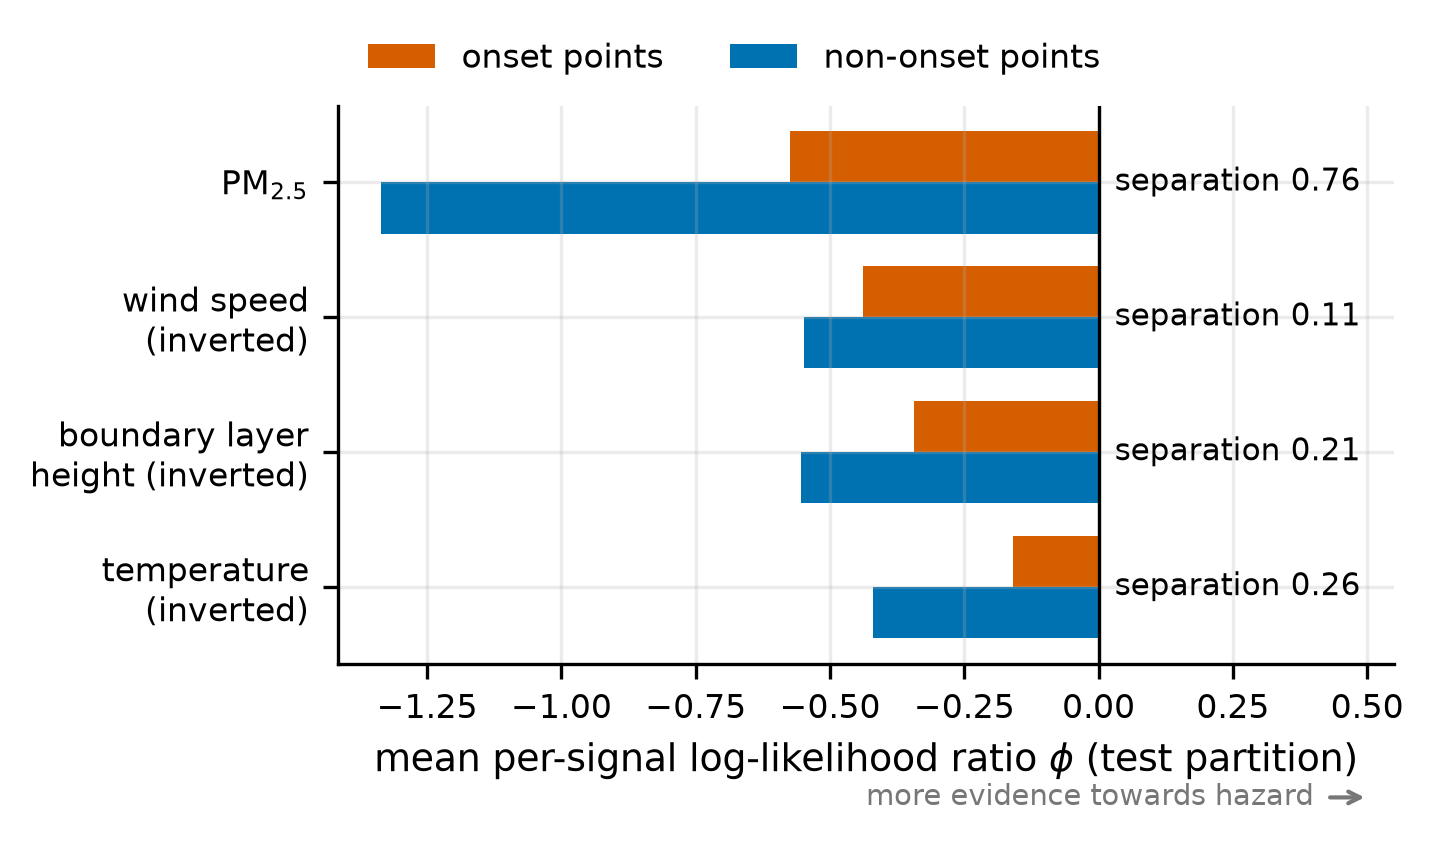 onset points
non-onset points
PM₂.₅
separation 0.76
wind speed
(inverted)
separation 0.11
boundary layer
height (inverted)
separation 0.21
temperature
(inverted)
separation 0.26
−1.25 −1.00 −0.75 −0.50 −0.25 0.00 0.25 0.50
mean per-signal log-likelihood ratio ϕ (test partition)
more evidence towards hazard →